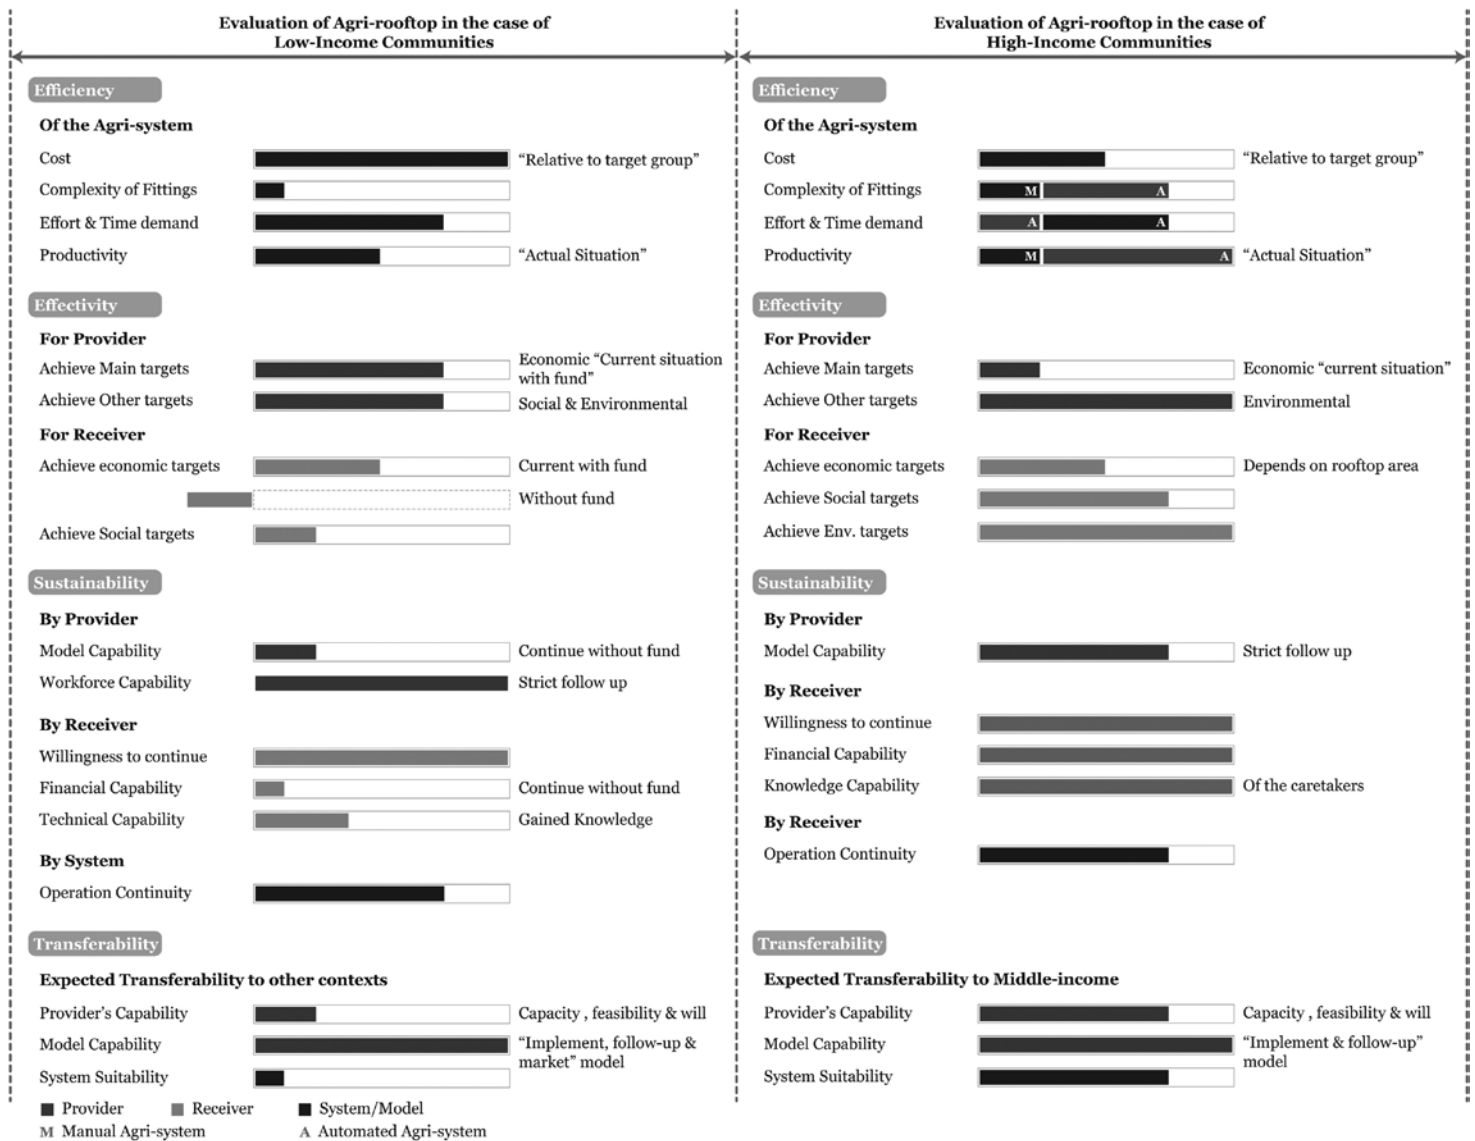 Evaluation of Agri-rooftop in the case of
Low-Income Communities
Efficiency
Of the Agri-system
Cost
"Relative to target group"
Complexity of Fittings
Effort & Time demand
Productivity
"Actual Situation"
Effectivity
For Provider
Achieve Main targets
Economic "Current situation
with fund"
Achieve Other targets
Social & Environmental
For Receiver
Achieve economic targets
Current with fund
Without fund
Achieve Social targets
Sustainability
By Provider
Model Capability
Continue without fund
Workforce Capability
Strict follow up
By Receiver
Willingness to continue
Financial Capability
Continue without fund
Technical Capability
Gained Knowledge
By System
Operation Continuity
Transferability
Expected Transferability to other contexts
Provider's Capability
Capacity , feasibility & will
Model Capability
"Implement, follow-up &
market" model
System Suitability
Evaluation of Agri-rooftop in the case of
High-Income Communities
Efficiency
Of the Agri-system
Cost
"Relative to target group"
Complexity of Fittings
M A
Effort & Time demand
A A
Productivity
M A
"Actual Situation"
Effectivity
For Provider
Achieve Main targets
Economic "current situation"
Achieve Other targets
Environmental
For Receiver
Achieve economic targets
Depends on rooftop area
Achieve Social targets
Achieve Env. targets
Sustainability
By Provider
Model Capability
Strict follow up
By Receiver
Willingness to continue
Financial Capability
Knowledge Capability
Of the caretakers
By Receiver
Operation Continuity
Transferability
Expected Transferability to Middle-income
Provider's Capability
Capacity , feasibility & will
Model Capability
"Implement & follow-up"
model
System Suitability
Provider Receiver System/Model
M Manual Agri-system A Automated Agri-system